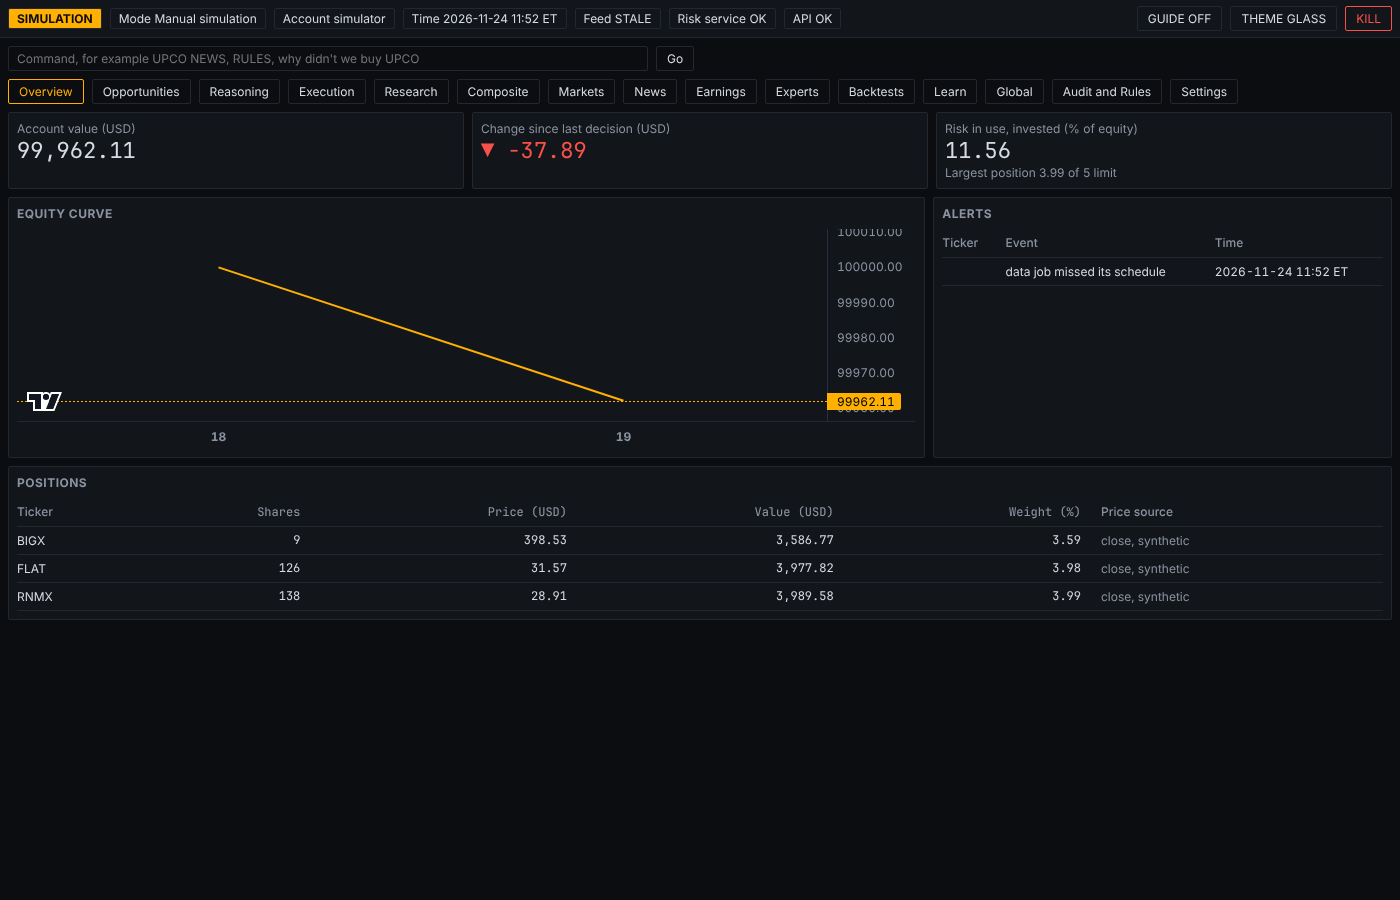 SIMULATION Mode Manual simulation Account simulator Time 2026-11-24 11:52 ET Feed STALE Risk service OK API OK GUIDE OFF THEME GLASS KILL
Command, for example UPCO NEWS, RULES, why didn't we buy UPCO Go
Overview Opportunities Reasoning Execution Research Composite Markets News Earnings Experts Backtests Learn Global Audit and Rules Settings
Account value (USD)
99,962.11
Change since last decision (USD)
▼ -37.89
Risk in use, invested (% of equity)
11.56
Largest position 3.99 of 5 limit
EQUITY CURVE
100010.00
100000.00
99990.00
99980.00
99970.00
99962.11
18 19
ALERTS
Ticker Event Time
data job missed its schedule 2026-11-24 11:52 ET
POSITIONS
Ticker Shares Price (USD) Value (USD) Weight (%) Price source
BIGX 9 398.53 3,586.77 3.59 close, synthetic
FLAT 126 31.57 3,977.82 3.98 close, synthetic
RNMX 138 28.91 3,989.58 3.99 close, synthetic